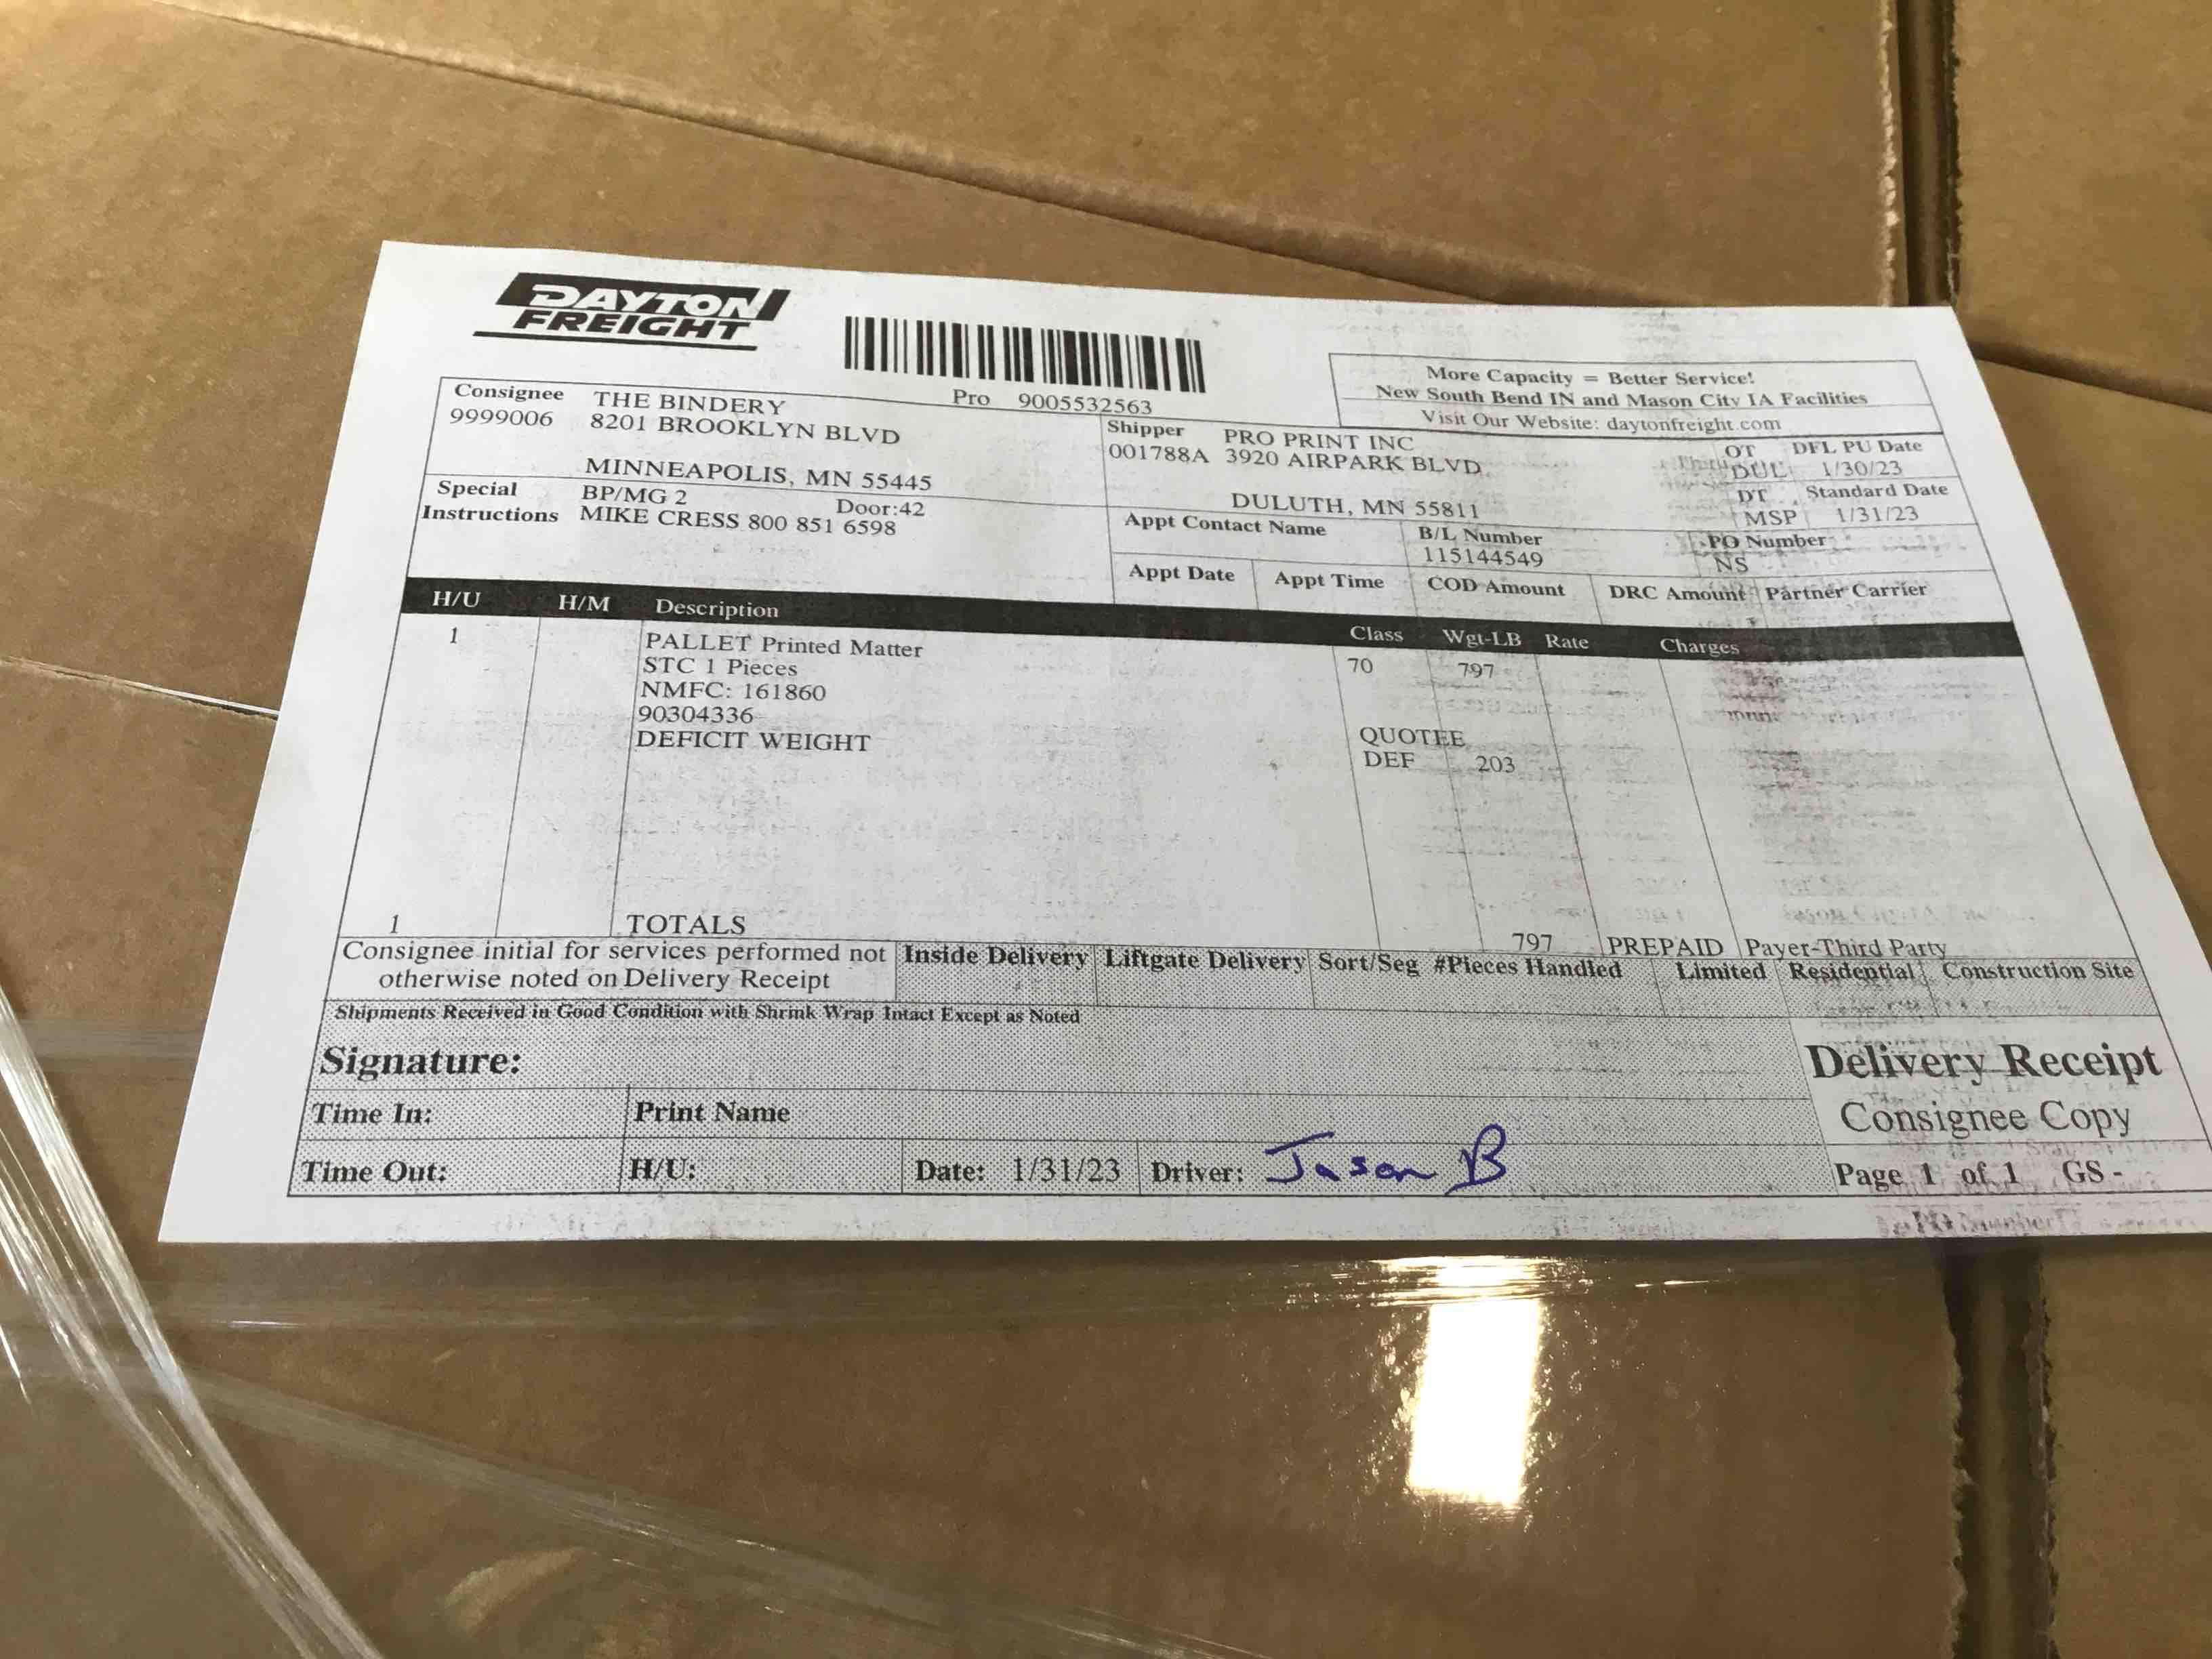 DAYTON
FREIGHT
Pro 9005532563
More Capacity = Better Service!
New South Bend IN and Mason City IA Facilities
Visit Our Website: daytonfreight.com
Consignee THE BINDERY
9999006 8201 BROOKLYN BLVD
MINNEAPOLIS, MN 55445
Shipper PRO PRINT INC
001788A 3920 AIRPARK BLVD
DULUTH, MN 55811
OT DFL PU Date
DUL 1/30/23
DT Standard Date
MSP 1/31/23
Special BP/MG 2 Door:42
Instructions MIKE CRESS 800 851 6598
Appt Contact Name B/L Number PO Number
115144549 NS
Appt Date Appt Time COD Amount DRC Amount Partner Carrier
H/U H/M Description Class Wgt-LB Rate Charges
1 PALLET Printed Matter 70 797
STC 1 Pieces
NMFC: 161860
90304336 QUOTEE
DEFICIT WEIGHT DEF 203
1 TOTALS 797 PREPAID Payer-Third Party
Consignee initial for services performed not
otherwise noted on Delivery Receipt
Inside Delivery Liftgate Delivery Sort/Seg #Pieces Handled Limited Residential Construction Site
Shipments Received in Good Condition with Shrink Wrap Intact Except as Noted
Signature:
Delivery Receipt
Time In: Print Name
Consignee Copy
Time Out: H/U: Date: 1/31/23 Driver: Jason B
Page 1 of 1 GS -